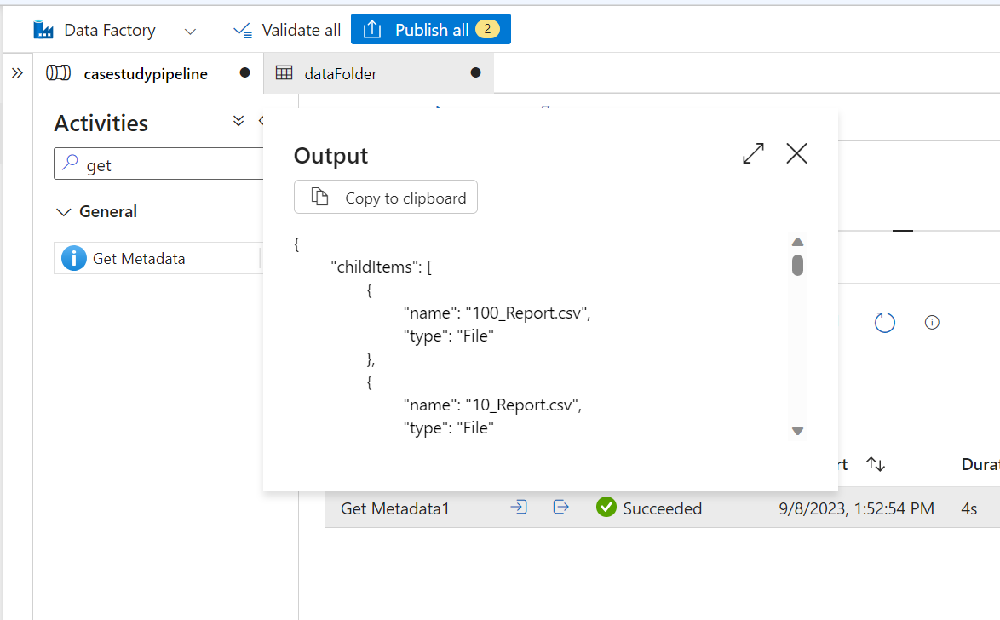 Data Factory
Validate all
Publish all 2
casestudypipeline
dataFolder
Activities
get
General
Get Metadata
Output
Copy to clipboard
{
"childItems": [
{
"name": "100_Report.csv",
"type": "File"
},
{
"name": "10_Report.csv",
"type": "File"
rt
Durat
Get Metadata1
Succeeded
9/8/2023, 1:52:54 PM
4s